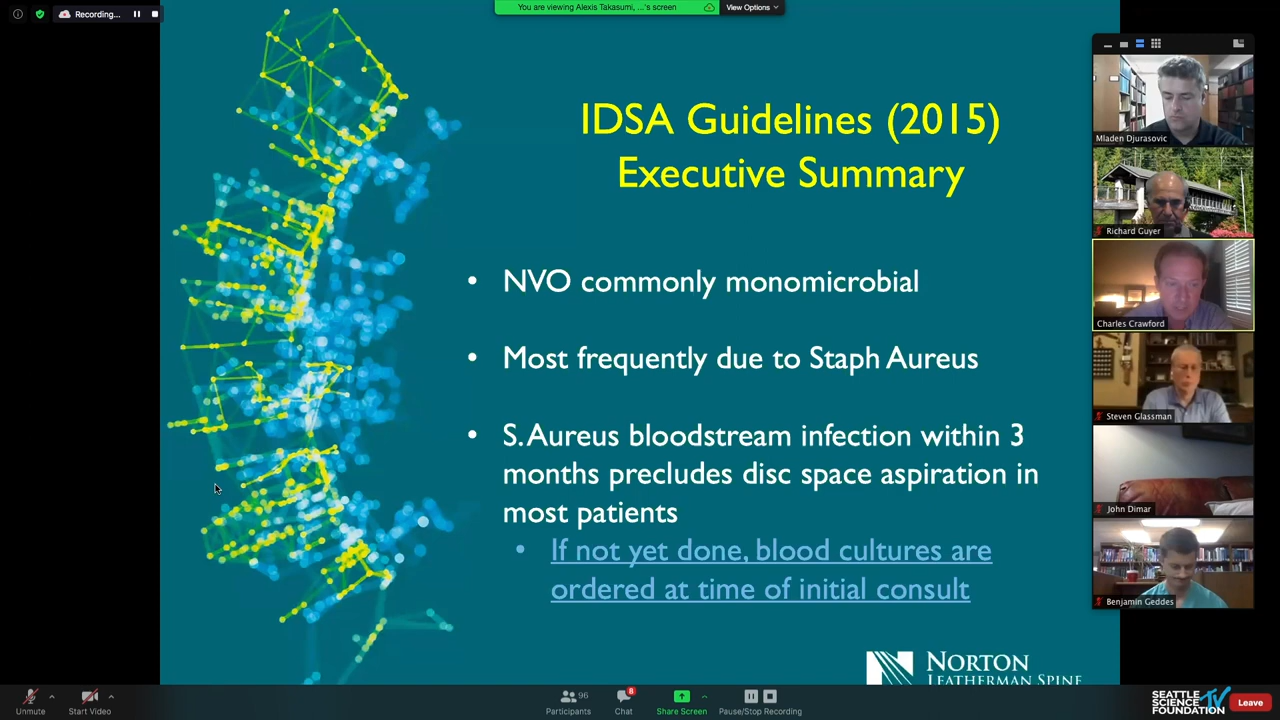 Recording...
You are viewing Alexis Takasumi, ...'s screen
View Options
IDSA Guidelines (2015)
Executive Summary
• NVO commonly monomicrobial
• Most frequently due to Staph Aureus
• S. Aureus bloodstream infection within 3
months precludes disc space aspiration in
most patients
• If not yet done, blood cultures are
ordered at time of initial consult
NORTON
LEATHERMAN SPINE
Mladen Djurasovic
Richard Guyer
Charles Crawford
Steven Glassman
John Dimar
Benjamin Geddes
Unmute
Start Video
96
Participants
8
Chat
Share Screen
Pause/Stop Recording
SEATTLE
SCIENCE
FOUNDATION
TV
Leave